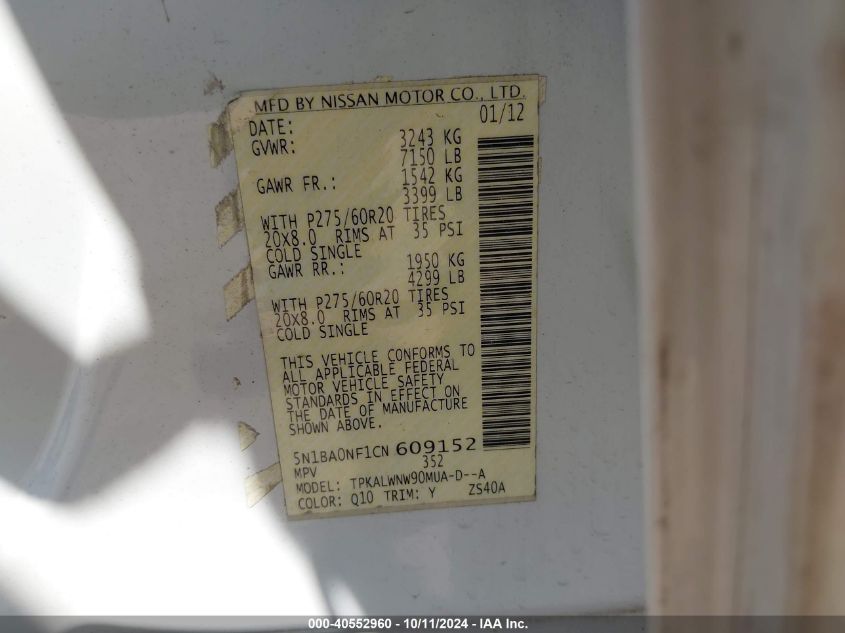 MFD BY NISSAN MOTOR CO., LTD.
DATE: 01/12
GVWR: 3243 KG
7150 LB
GAWR FR.: 1542 KG
3399 LB
WITH P275/60R20 TIRES
20X8.0 RIMS AT 35 PSI
COLD SINGLE
GAWR RR.: 1950 KG
4299 LB
WITH P275/60R20 TIRES
20X8.0 RIMS AT 35 PSI
COLD SINGLE
THIS VEHICLE CONFORMS TO
ALL APPLICABLE FEDERAL
MOTOR VEHICLE SAFETY
STANDARDS IN EFFECT ON
THE DATE OF MANUFACTURE
SHOWN ABOVE.
5N1BA0NF1CN 609152
MPV 352
MODEL: TPKALWNW90MUA-D--A
COLOR: Q10 TRIM: Y ZS40A
000-40552960 - 10/11/2024 - IAA Inc.